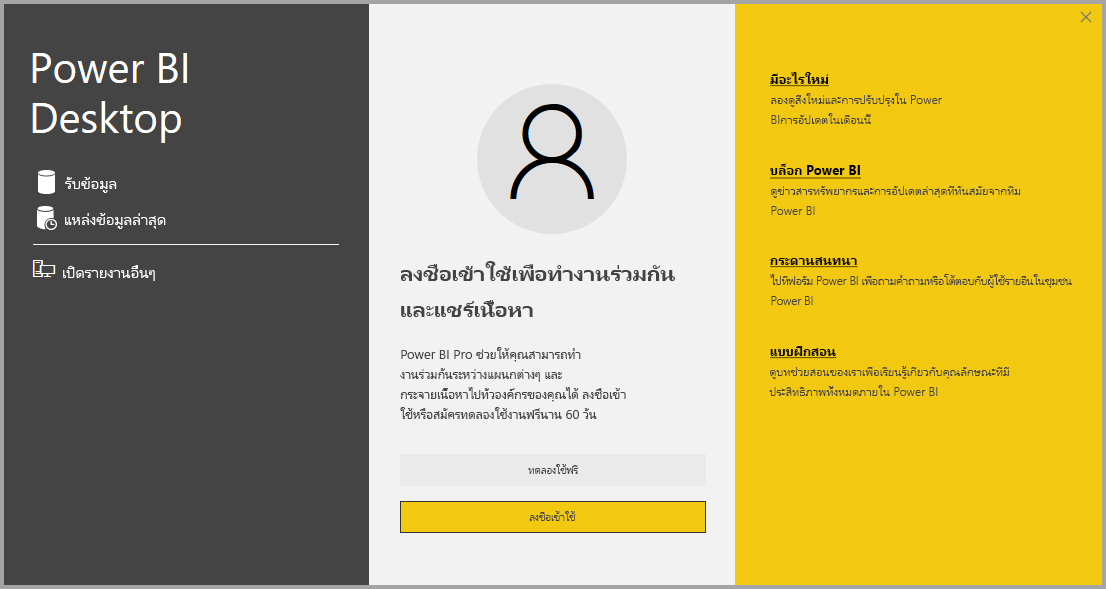 Power BI
Desktop
รับข้อมูล
แหล่งข้อมูลล่าสุด
เปิดรายงานอื่นๆ
ลงชื่อเข้าใช้เพื่อทำงานร่วมกัน
และแชร์เนื้อหา
Power BI Pro ช่วยให้คุณสามารถทำ
งานร่วมกันระหว่างแผนกต่างๆ และ
กระจายเนื้อหาไปทั่วองค์กรของคุณได้ ลงชื่อเข้า
ใช้หรือสมัครทดลองใช้งานฟรีนาน 60 วัน
ทดลองใช้ฟรี
ลงชื่อเข้าใช้
มีอะไรใหม่
ลองดูสิ่งใหม่และการปรับปรุงใน Power
BIการอัปเดตในเดือนนี้
บล็อก Power BI
ดูข่าวสารทรัพยากรและการอัปเดตล่าสุดที่ทันสมัยจากทีม
Power BI
กระดานสนทนา
ไปที่ฟอรัม Power BI เพื่อถามคำถามหรือโต้ตอบกับผู้ใช้รายอื่นในชุมชน
Power BI
แบบฝึกสอน
ดูบทช่วยสอนของเราเพื่อเรียนรู้เกี่ยวกับคุณลักษณะที่มี
ประสิทธิภาพทั้งหมดภายใน Power BI